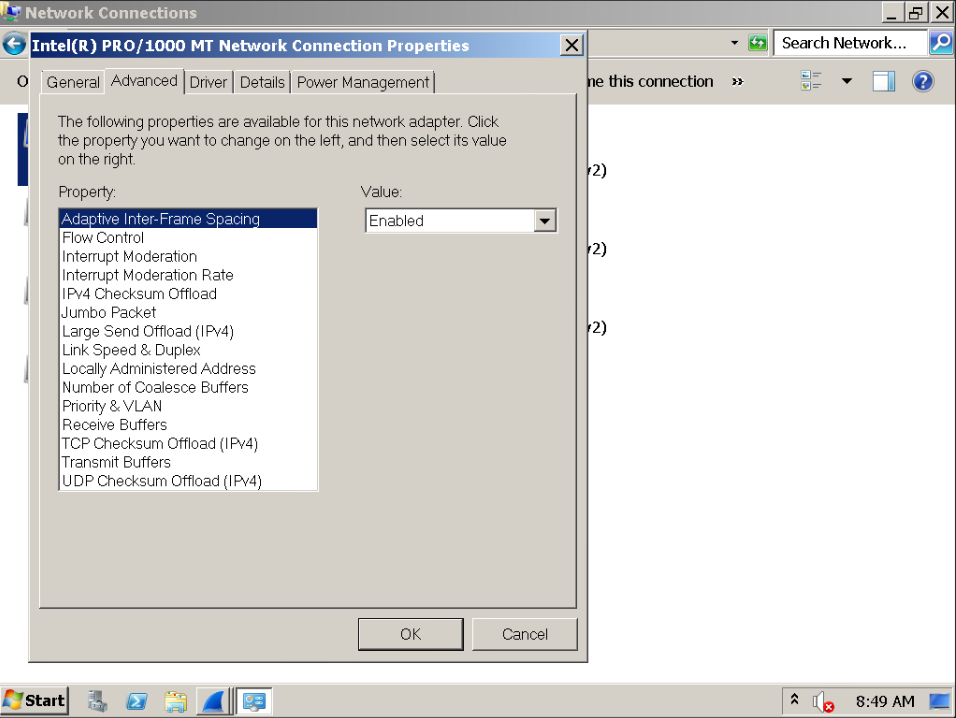 Network Connections
Intel(R) PRO/1000 MT Network Connection Properties
Search Network...
General
Advanced
Driver
Details
Power Management
O
me this connection
»
The following properties are available for this network adapter. Click
the property you want to change on the left, and then select its value
on the right.
Property:
Value:
Adaptive Inter-Frame Spacing
Enabled
Flow Control
Interrupt Moderation
Interrupt Moderation Rate
IPv4 Checksum Offload
Jumbo Packet
Large Send Offload (IPv4)
Link Speed & Duplex
Locally Administered Address
Number of Coalesce Buffers
Priority & VLAN
Receive Buffers
TCP Checksum Offload (IPv4)
Transmit Buffers
UDP Checksum Offload (IPv4)
v2)
v2)
v2)
OK
Cancel
Start
8:49 AM